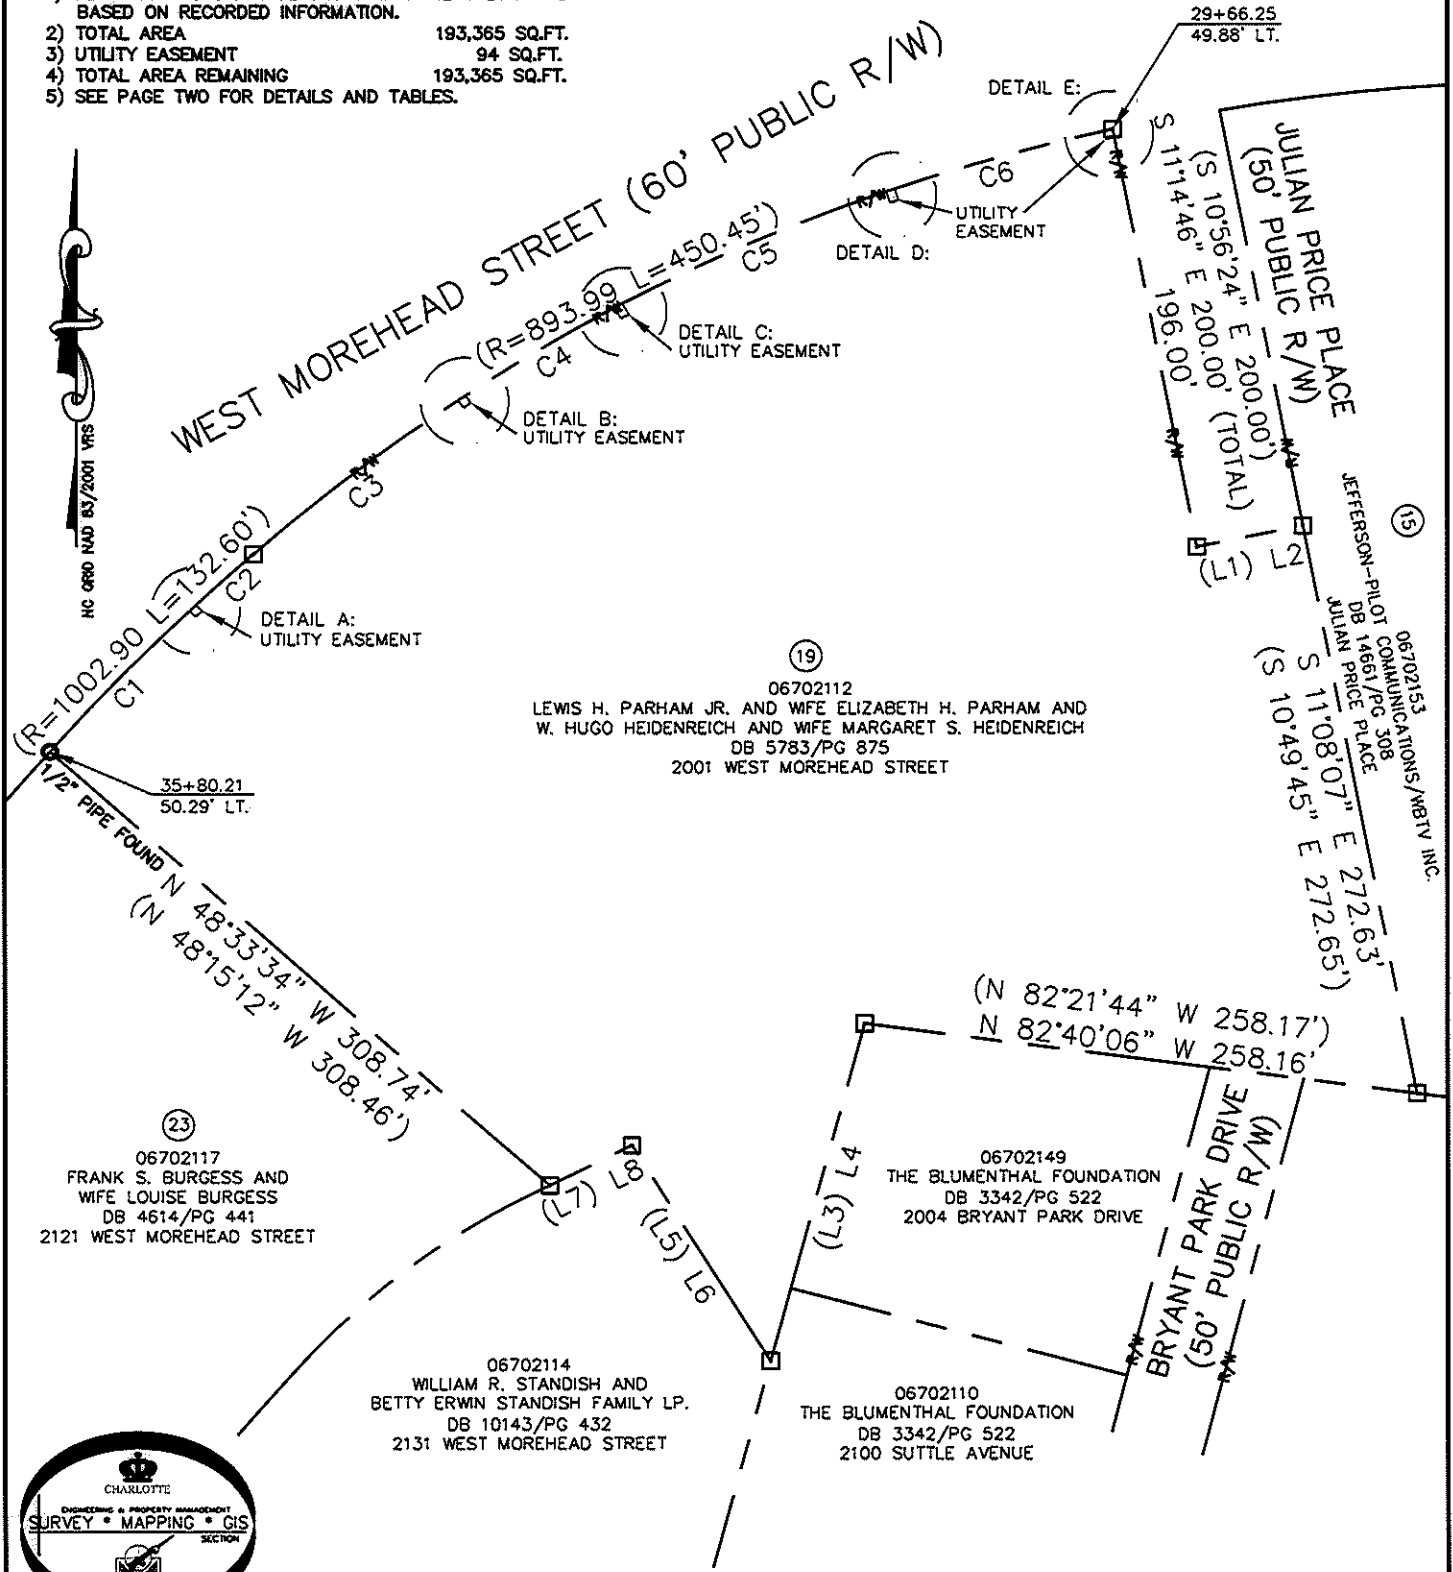 BASED ON RECORDED INFORMATION.
2) TOTAL AREA 193,365 SQ.FT.
3) UTILITY EASEMENT 94 SQ.FT.
4) TOTAL AREA REMAINING 193,365 SQ.FT.
5) SEE PAGE TWO FOR DETAILS AND TABLES.
29+66.25
49.88' LT.
DETAIL E:
WEST MOREHEAD STREET (60' PUBLIC R/W)
C6
R/W
UTILITY
EASEMENT
DETAIL D:
R/W
JULIAN PRICE PLACE
(50' PUBLIC R/W)
(S 10°56'24" E 200.00')
S 11°14'46" E 200.00' (TOTAL)
196.00'
R/W
R/W
(R=893.99 L=450.45')
C5
C4
R/W
DETAIL C:
UTILITY EASEMENT
DETAIL B:
UTILITY EASEMENT
R/W
C3
NC GRID NAD 83/2001 VRS
(R=1002.90 L=132.60')
C2
C1
DETAIL A:
UTILITY EASEMENT
(L1) L2
15
06702153
JEFFERSON-PILOT COMMUNICATIONS/WBTV INC.
DB 14661/PG 308
JULIAN PRICE PLACE
S 11°08'07" E 272.63'
(S 10°49'45" E 272.65')
19
06702112
LEWIS H. PARHAM JR. AND WIFE ELIZABETH H. PARHAM AND
W. HUGO HEIDENREICH AND WIFE MARGARET S. HEIDENREICH
DB 5783/PG 875
2001 WEST MOREHEAD STREET
35+80.21
50.29' LT.
1/2" PIPE FOUND
N 48°33'34" W 308.74'
(N 48°15'12" W 308.46')
(N 82°21'44" W 258.17')
N 82°40'06" W 258.16'
23
06702117
FRANK S. BURGESS AND
WIFE LOUISE BURGESS
DB 4614/PG 441
2121 WEST MOREHEAD STREET
(L7) L8
(L5) L6
(L3) L4
06702149
THE BLUMENTHAL FOUNDATION
DB 3342/PG 522
2004 BRYANT PARK DRIVE
BRYANT PARK DRIVE
(50' PUBLIC R/W)
R/W
R/W
06702114
WILLIAM R. STANDISH AND
BETTY ERWIN STANDISH FAMILY LP.
DB 10143/PG 432
2131 WEST MOREHEAD STREET
06702110
THE BLUMENTHAL FOUNDATION
DB 3342/PG 522
2100 SUTTLE AVENUE
CHARLOTTE
ENGINEERING & PROPERTY MANAGEMENT
SURVEY * MAPPING * GIS
SECTION